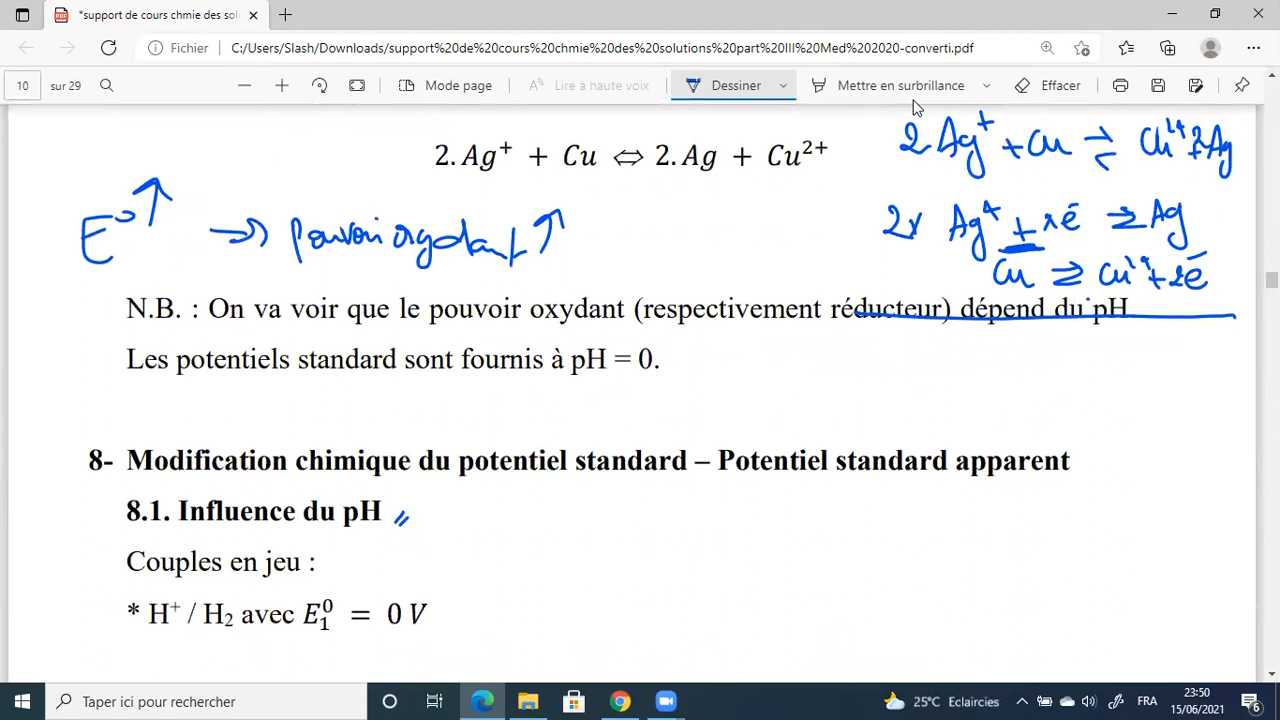 *support de cours chmie des sol
Fichier C:/Users/Slash/Downloads/support%20de%20cours%20chmie%20des%20solutions%20part%20III%20Med%202020-converti.pdf
10 sur 29 Mode page Lire à haute voix Dessiner Mettre en surbrillance Effacer
2 Ag⁺ + Cu ⇌ Cu²⁺ + 2Ag
2. Ag⁺ + Cu ⇔ 2. Ag + Cu²⁺
2x Ag⁺ + 1é ⇌ Ag
E° ↑ → pouvoir oxydant ↑
Cu ⇌ Cu²⁺ + 2é
N.B. : On va voir que le pouvoir oxydant (respectivement réducteur) dépend du pH.
Les potentiels standard sont fournis à pH = 0.
8- Modification chimique du potentiel standard – Potentiel standard apparent
8.1. Influence du pH
Couples en jeu :
* H⁺ / H₂ avec E₁⁰ = 0 V
Taper ici pour rechercher 25°C Eclaircies FRA 23:50
15/06/2021 6